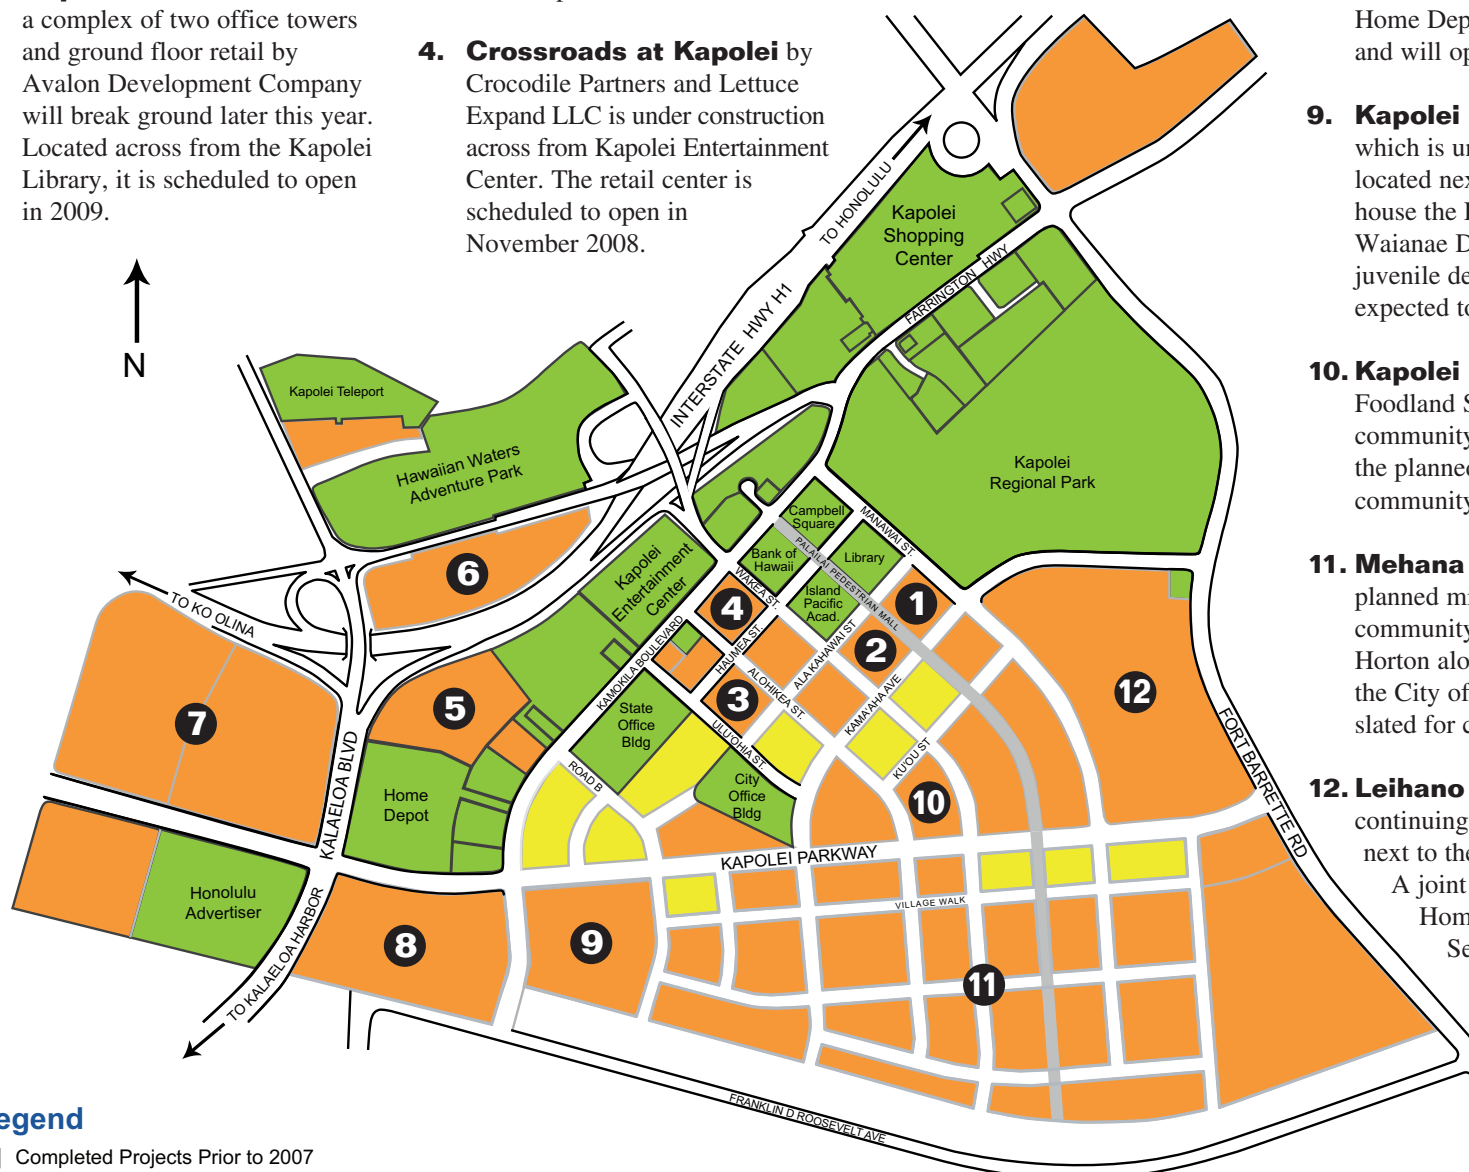 a complex of two office towers
and ground floor retail by
Avalon Development Company
will break ground later this year.
Located across from the Kapolei
Library, it is scheduled to open
in 2009.
4. Crossroads at Kapolei by
Crocodile Partners and Lettuce
Expand LLC is under construction
across from Kapolei Entertainment
Center. The retail center is
scheduled to open in
November 2008.
Home Dep
and will op
9. Kapolei
which is un
located nex
house the
Waianae D
juvenile de
expected to
10. Kapolei
Foodland S
community
the planned
community
11. Mehana
planned mi
community
Horton alo
the City of
slated for c
12. Leihano
continuing
next to the
A joint
Hom
Se
N
TO HONOLULU
Kapolei
Shopping
Center
FARRINGTON HWY
INTERSTATE HWY H1
Kapolei Teleport
Hawaiian Waters
Adventure Park
Kapolei
Regional Park
Campbell
Square
MANAWAI ST.
PALAILAI PEDESTRIAN MALL
Bank of
Hawaii
Library
Kapolei
Entertainment
Center
WAKEA ST.
Island
Pacific
Acad.
6
4
1
2
TO KO OLINA
KAMOKILA BOULEVARD
HAUMEA ST.
ALA KAHAWAI ST
ALOHIKEA ST.
KAMA'AHA AVE
3
12
5
7
State
Office
Bldg
ULU'OHIA ST.
KU'OU ST
FORT BARRETTE RD
KALAELOA BLVD
ROAD B
Home
Depot
City
Office
Bldg
10
KAPOLEI PARKWAY
Honolulu
Advertiser
VILLAGE WALK
8
9
11
TO KALAELOA HARBOR
FRANKLIN D ROOSEVELT AVE
egend
Completed Projects Prior to 2007